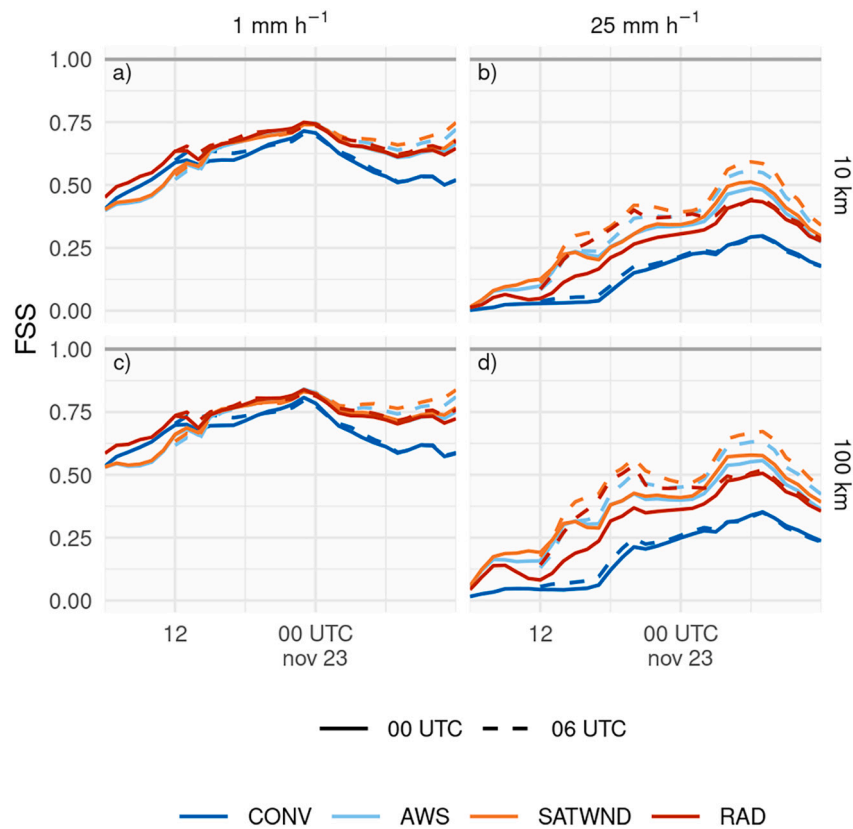 1 mm h⁻¹ 25 mm h⁻¹
a) b)
1.00
0.75
0.50
0.25
0.00
10 km
FSS
c) d)
1.00
0.75
0.50
0.25
0.00
100 km
12 00 UTC 12 00 UTC
nov 23 nov 23
00 UTC 06 UTC
CONV AWS SATWND RAD